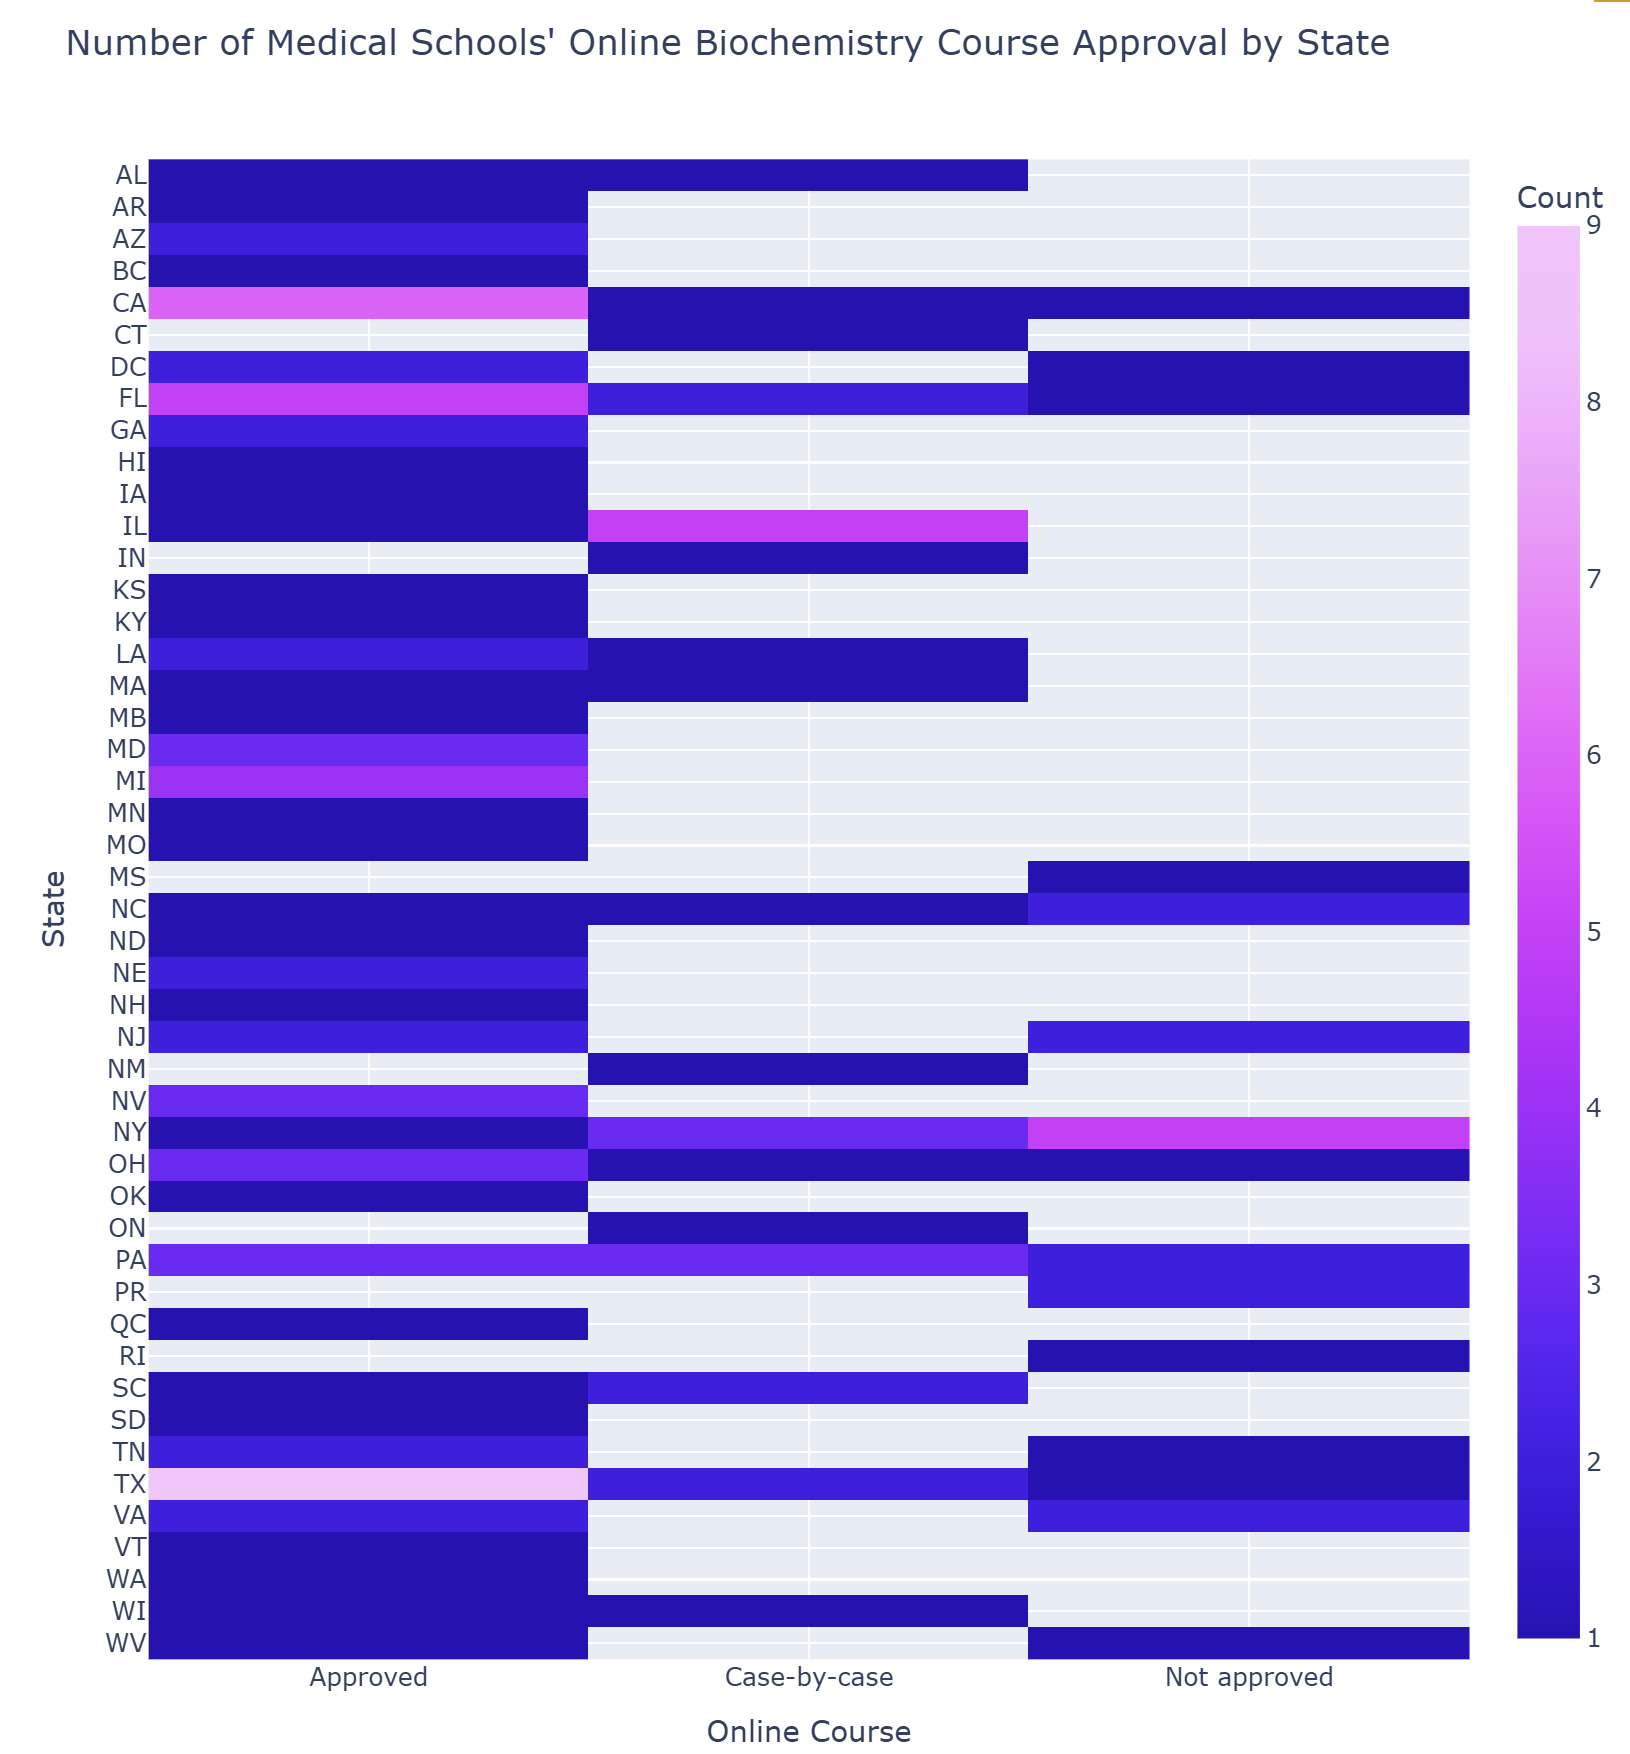 Number of Medical Schools' Online Biochemistry Course Approval by State
Count
9
8
7
6
5
4
3
2
1
State
AL
AR
AZ
BC
CA
CT
DC
FL
GA
HI
IA
IL
IN
KS
KY
LA
MA
MB
MD
MI
MN
MO
MS
NC
ND
NE
NH
NJ
NM
NV
NY
OH
OK
ON
PA
PR
QC
RI
SC
SD
TN
TX
VA
VT
WA
WI
WV
Approved Case-by-case Not approved
Online Course